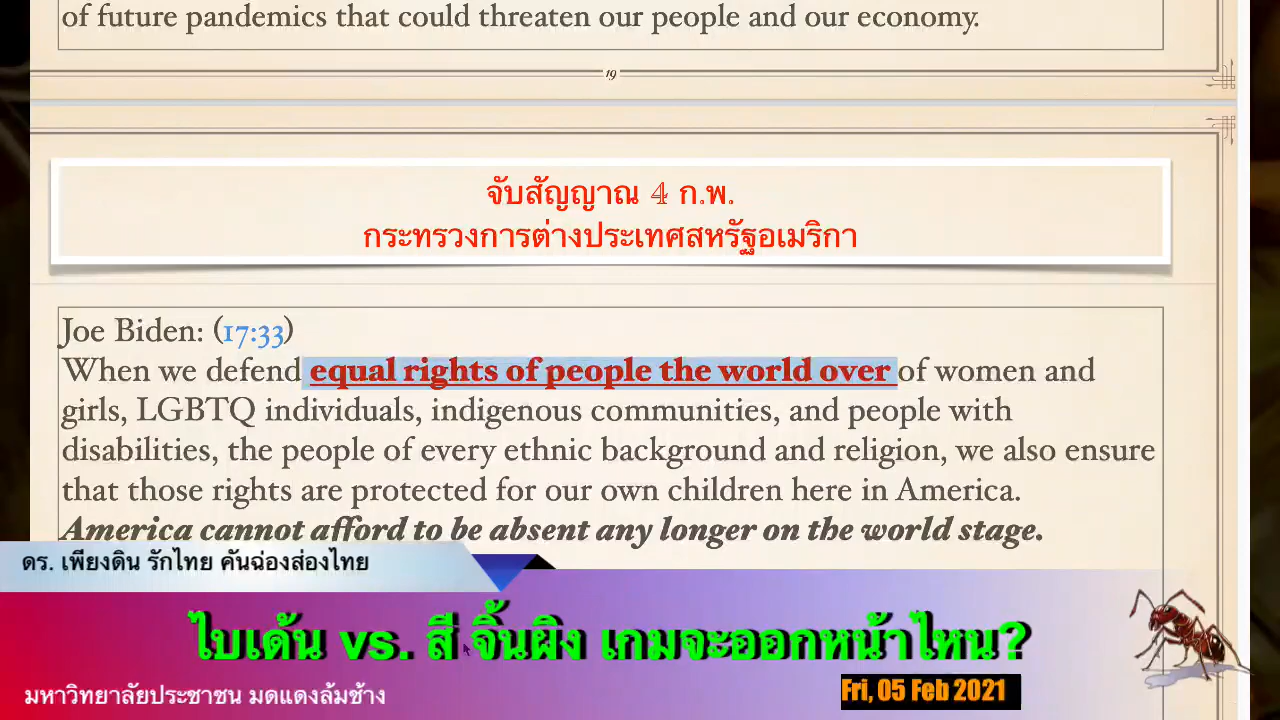 of future pandemics that could threaten our people and our economy.
19
จับสัญญาณ 4 ก.พ.
กระทรวงการต่างประเทศสหรัฐอเมริกา
Joe Biden: (17:33)
When we defend equal rights of people the world over of women and
girls, LGBTQ individuals, indigenous communities, and people with
disabilities, the people of every ethnic background and religion, we also ensure
that those rights are protected for our own children here in America.
America cannot afford to be absent any longer on the world stage.
ดร. เพียงดิน รักไทย คันฉ่องส่องไทย
ไบเด้น vs. สี จิ้นผิง เกมจะออกหน้าไหน?
มหาวิทยาลัยประชาชน มดแดงล้มช้าง
Fri, 05 Feb 2021